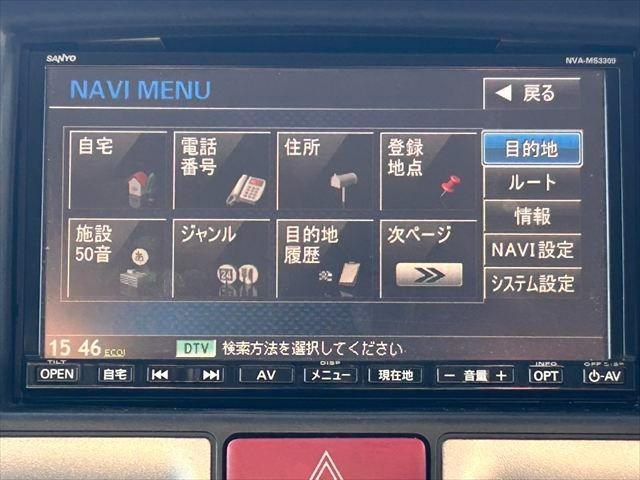 SANYO
NVA-MS3309
NAVI MENU
戻る
自宅
電話
番号
住所
登録
地点
目的地
ルート
施設
50音
あ
ジャンル
24
目的地
履歴
次ページ
情報
NAVI設定
システム設定
15 46 ECO!
DTV 検索方法を選択してください
TILT
DISP
INFO
OPEN 自宅 AV メニュー 現在地 － 音量 ＋ OPT ⏻-AV